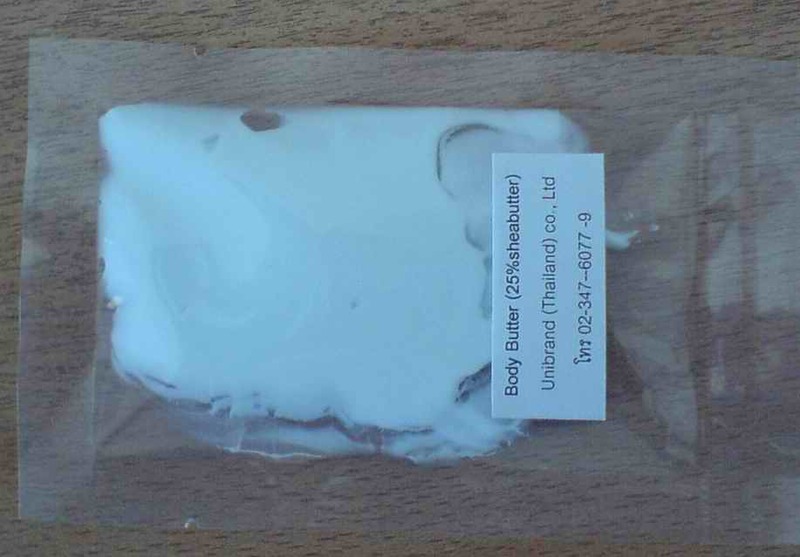 Body Butter (25%sheabutter)
Unibrand (Thailand) co., Ltd
โทร 02-347--6077 -9